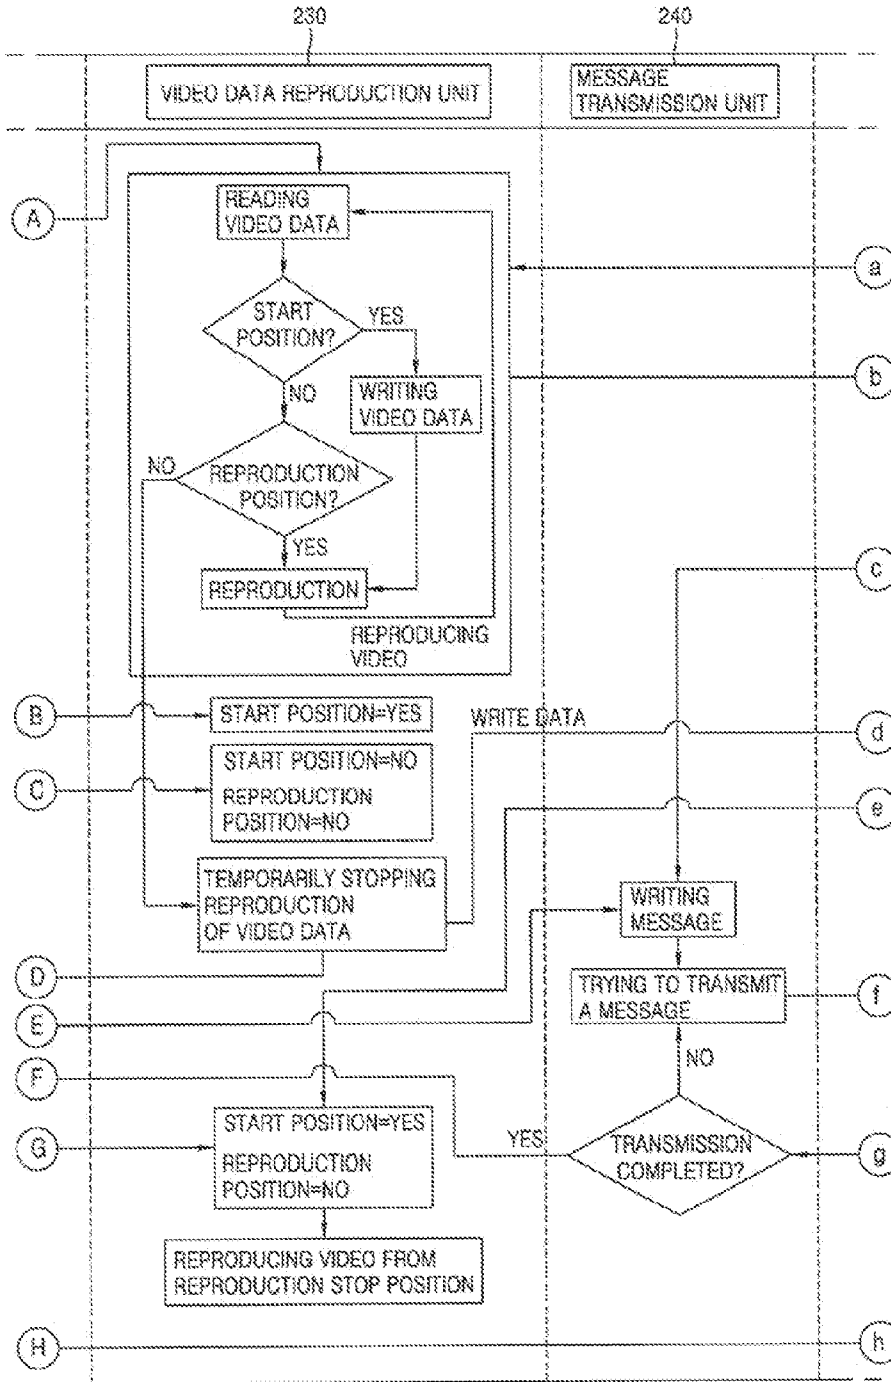 230
240
VIDEO DATA REPRODUCTION UNIT
MESSAGE
TRANSMISSION UNIT
A
READING
VIDEO DATA
a
START
POSITION?
YES
b
NO
WRITING
VIDEO DATA
NO
REPRODUCTION
POSITION?
YES
c
REPRODUCTION
REPRODUCING
VIDEO
B
START POSITION=YES
WRITE DATA
d
C
START POSITION=NO
REPRODUCTION
POSITION=NO
e
TEMPORARILY STOPPING
REPRODUCTION
OF VIDEO DATA
WRITING
MESSAGE
D
E
TRYING TO TRANSMIT
A MESSAGE
f
F
NO
G
START POSITION=YES
REPRODUCTION
POSITION=NO
YES
TRANSMISSION
COMPLETED?
g
REPRODUCING VIDEO FROM
REPRODUCTION STOP POSITION
H
h